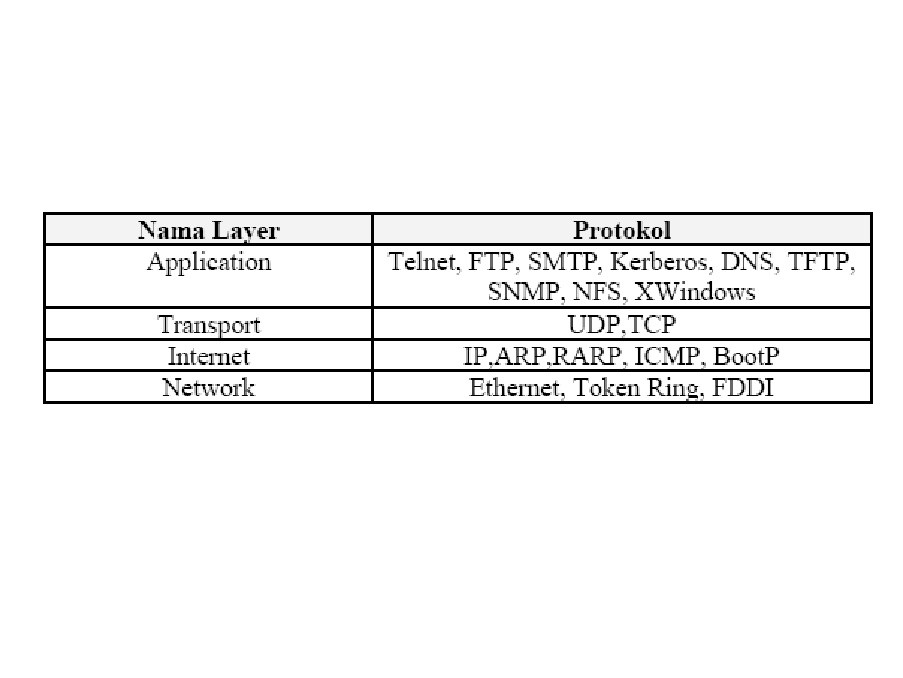 Nama Layer Protokol
Application Telnet, FTP, SMTP, Kerberos, DNS, TFTP,
SNMP, NFS, XWindows
Transport UDP,TCP
Internet IP,ARP,RARP, ICMP, BootP
Network Ethernet, Token Ring, FDDI